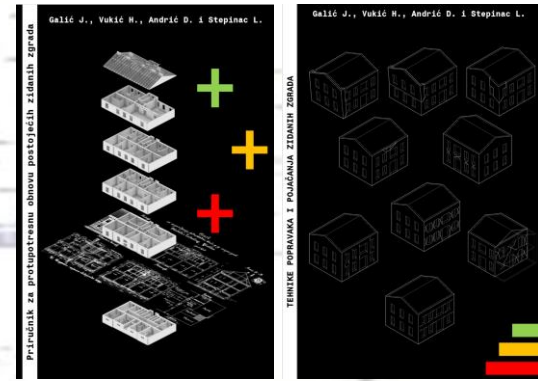 Galić J., Vukić H., Andrić D. i Stepinac L.
Priručnik za protupotresnu obnovu postojećih zidanih zgrada
Galić J., Vukić H., Andrić D. i Stepinac L.
TEHNIKE POPRAVAKA I POJAČANJA ZIDANIH ZGRADA